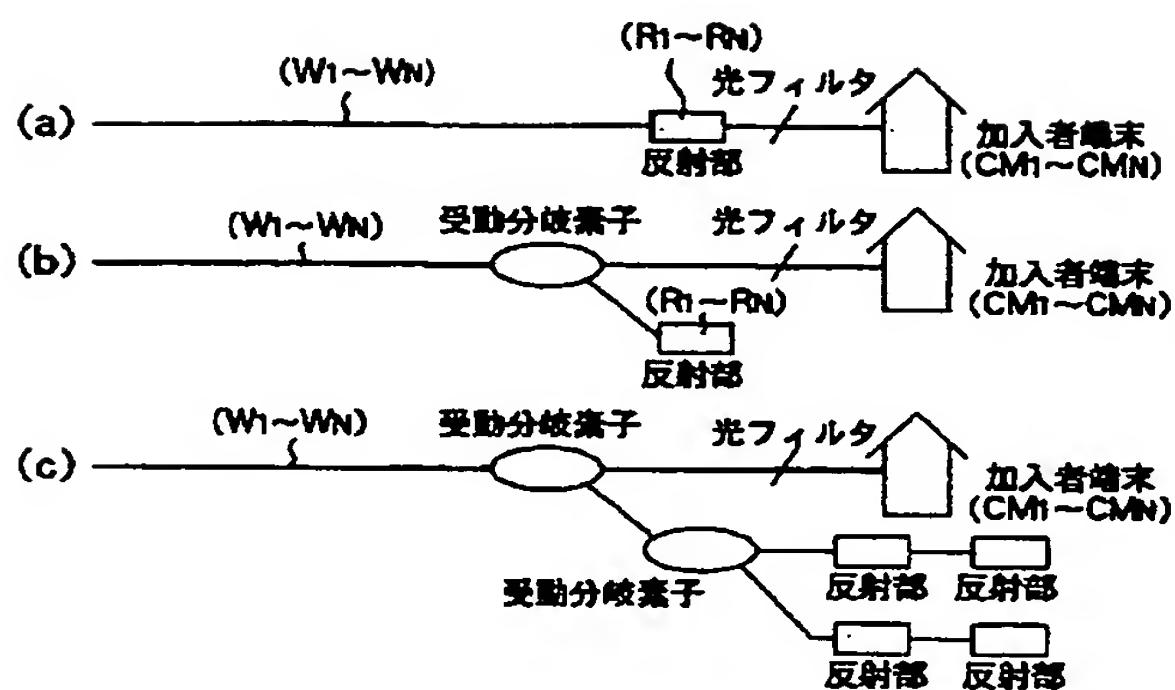 (R1~RN)
(W1~WN)
光フィルタ
(a)
反射部
加入者端末
(CM1~CMN)
(W1~WN)
受動分岐素子
光フィルタ
(b)
加入者端末
(CM1~CMN)
(R1~RN)
反射部
(W1~WN)
受動分岐素子
光フィルタ
(c)
加入者端末
(CM1~CMN)
受動分岐素子
反射部 反射部
反射部 反射部